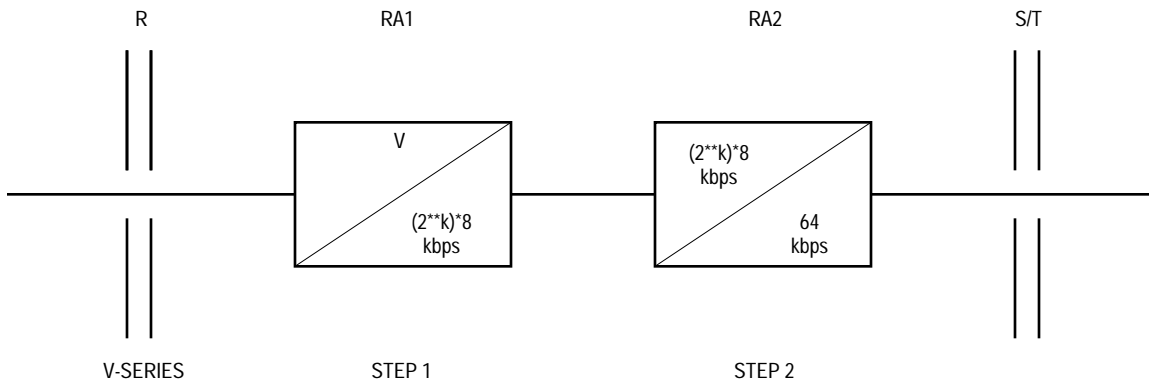 R
RA1
RA2
S/T
V
(2**k)*8
kbps
(2**k)*8
kbps
64
kbps
V-SERIES
STEP 1
STEP 2